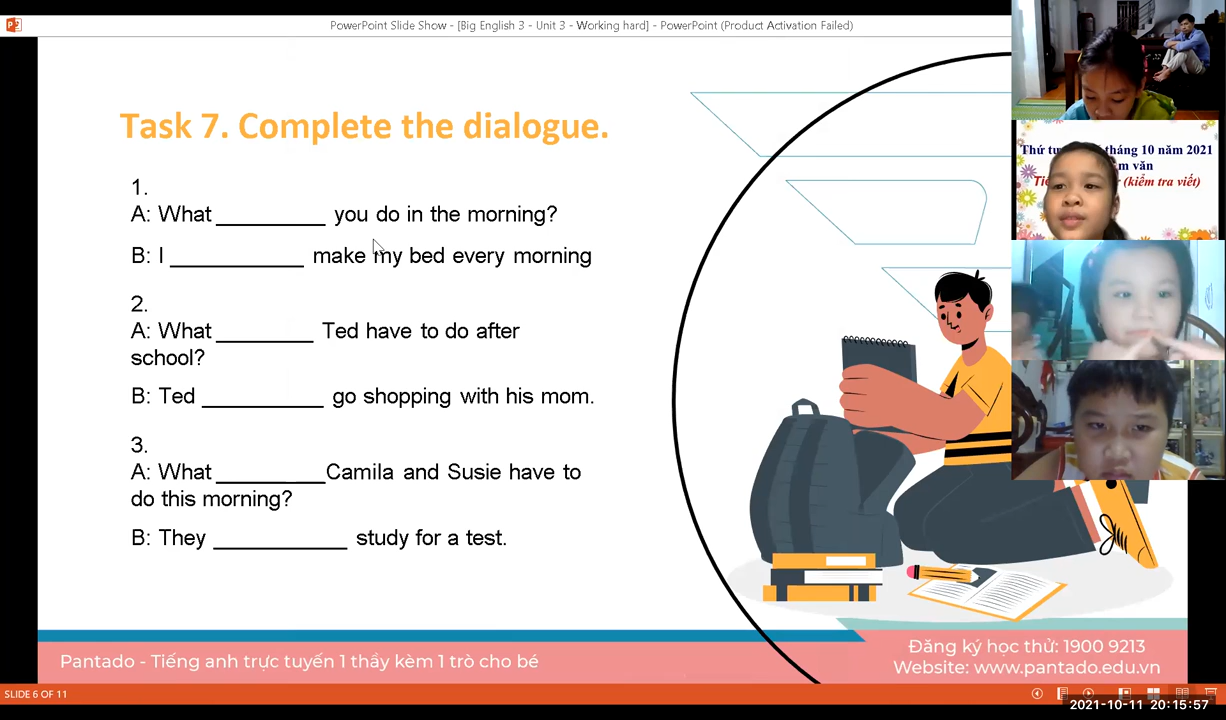 PowerPoint Slide Show - [Big English 3 - Unit 3 - Working hard] - PowerPoint (Product Activation Failed)
Task 7. Complete the dialogue.
1.
A: What __________ you do in the morning?
B: I ____________ make my bed every morning
2.
A: What _________ Ted have to do after
school?
B: Ted ___________ go shopping with his mom.
3.
A: What __________Camila and Susie have to
do this morning?
B: They ____________ study for a test.
Thứ tư tháng 10 năm 2021
văn
(kiểm tra viết)
Pantado - Tiếng anh trực tuyến 1 thầy kèm 1 trò cho bé
Đăng ký học thử: 1900 9213
Website: www.pantado.edu.vn
SLIDE 6 OF 11
2021-10-11 20:15:57